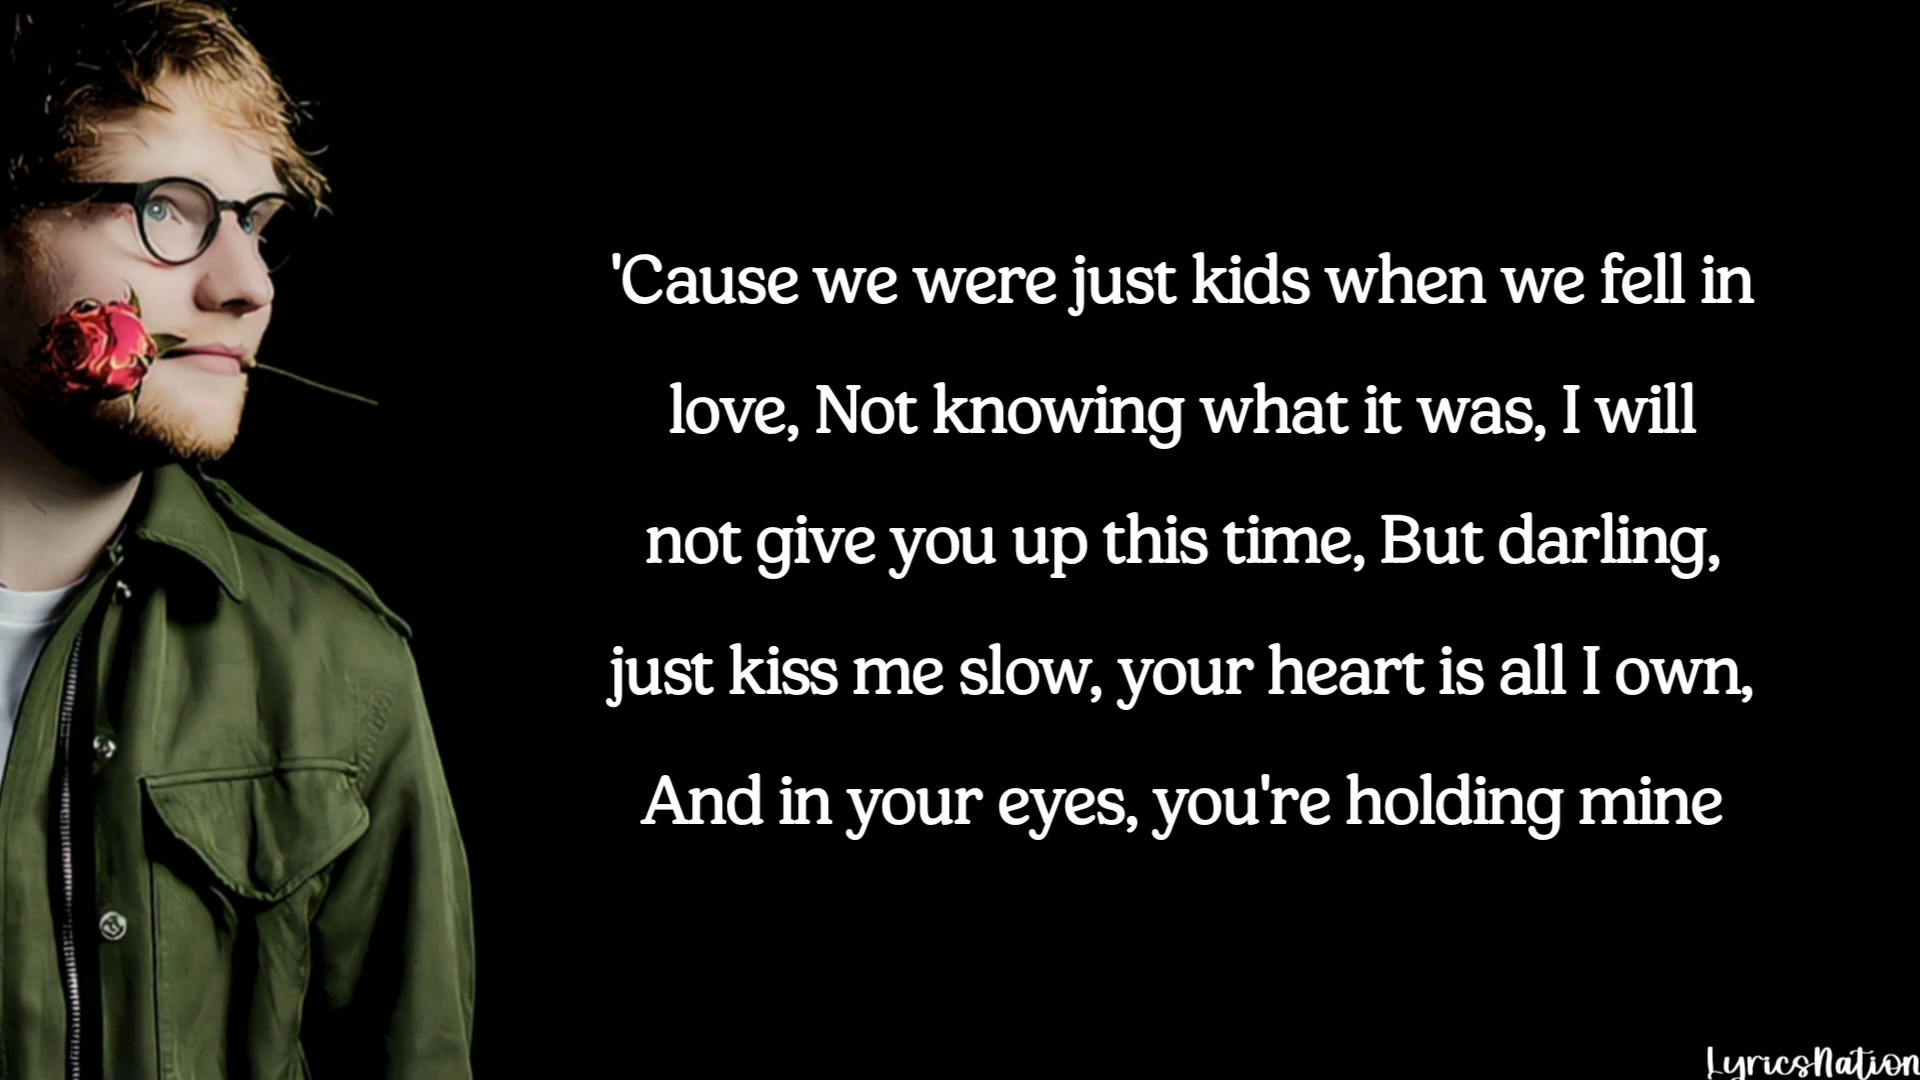 'Cause we were just kids when we fell in
love, Not knowing what it was, I will
not give you up this time, But darling,
just kiss me slow, your heart is all I own,
And in your eyes, you're holding mine
LyricsNation